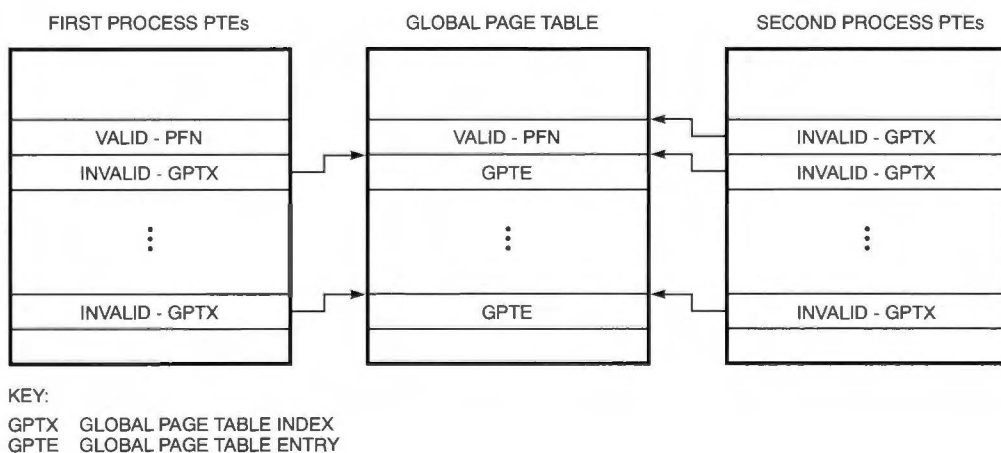 FIRST PROCESS PTEs
GLOBAL PAGE TABLE
SECOND PROCESS PTEs
VALID - PFN
VALID - PFN
INVALID - GPTX
INVALID - GPTX
GPTE
INVALID - GPTX
INVALID - GPTX
GPTE
INVALID - GPTX
KEY:
GPTX GLOBAL PAGE TABLE INDEX
GPTE GLOBAL PAGE TABLE ENTRY